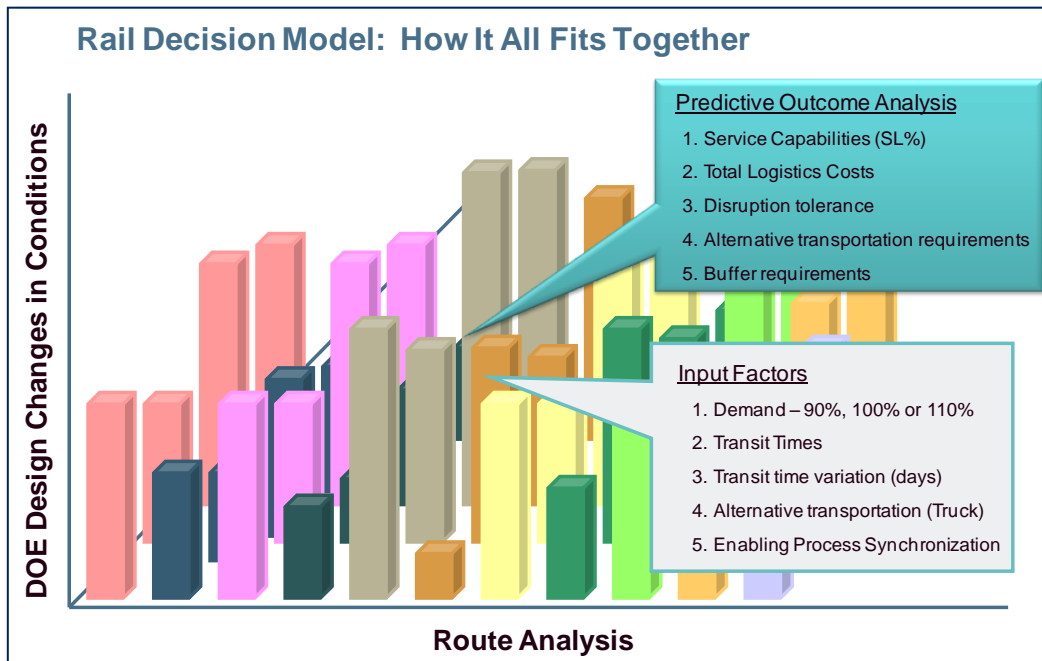 Rail Decision Model: How It All Fits Together
Predictive Outcome Analysis
1. Service Capabilities (SL%)
2. Total Logistics Costs
3. Disruption tolerance
4. Alternative transportation requirements
5. Buffer requirements
Input Factors
1. Demand – 90%, 100% or 110%
2. Transit Times
3. Transit time variation (days)
4. Alternative transportation (Truck)
5. Enabling Process Synchronization
DOE Design Changes in Conditions
Route Analysis